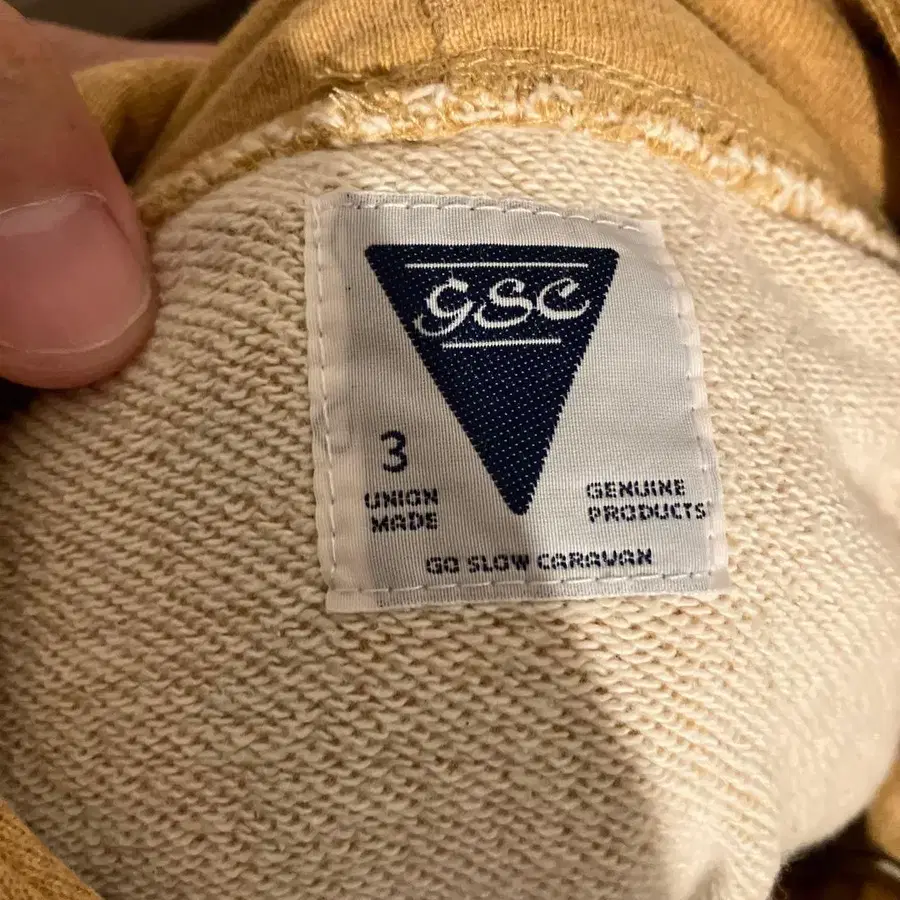 GSC
3
UNION
MADE
GENUINE
PRODUCTS
GO SLOW CARAVAN